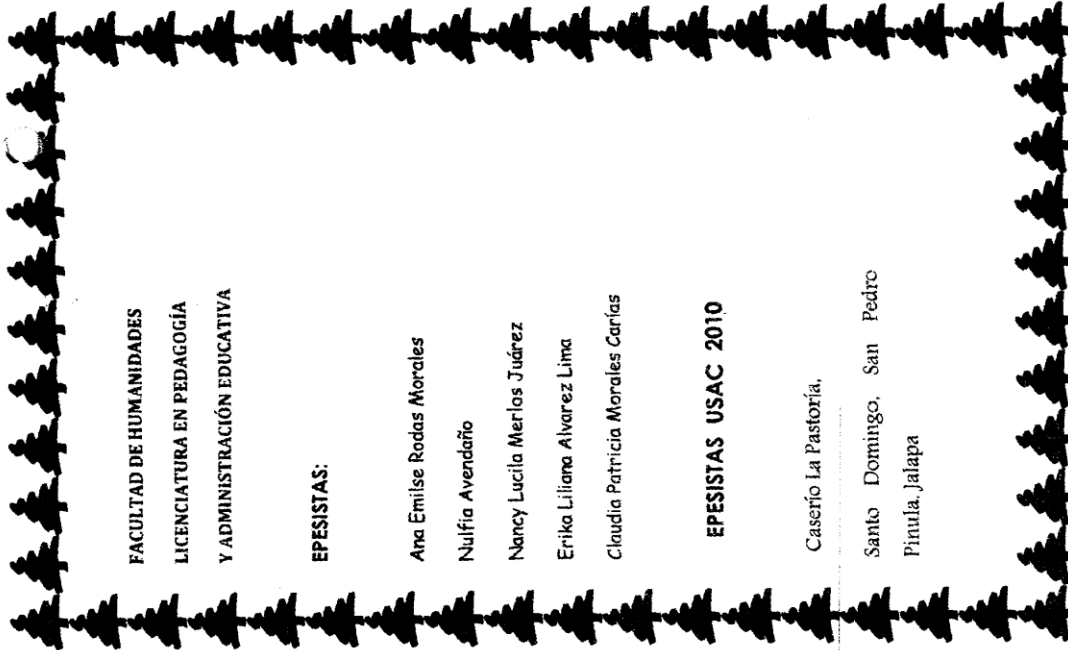 FACULTAD DE HUMANIDADES
LICENCIATURA EN PEDAGOGÍA
Y ADMINISTRACIÓN EDUCATIVA
EPESISTAS:
Ana Emilse Rodas Morales
Nulfia Avendaño
Nancy Lucila Merlos Juárez
Erika Liliana Alvarez Lima
Claudia Patricia Morales Carías
EPESISTAS USAC 2010
Caserío La Pastoría,
Santo Domingo, San Pedro
Pinula, Jalapa